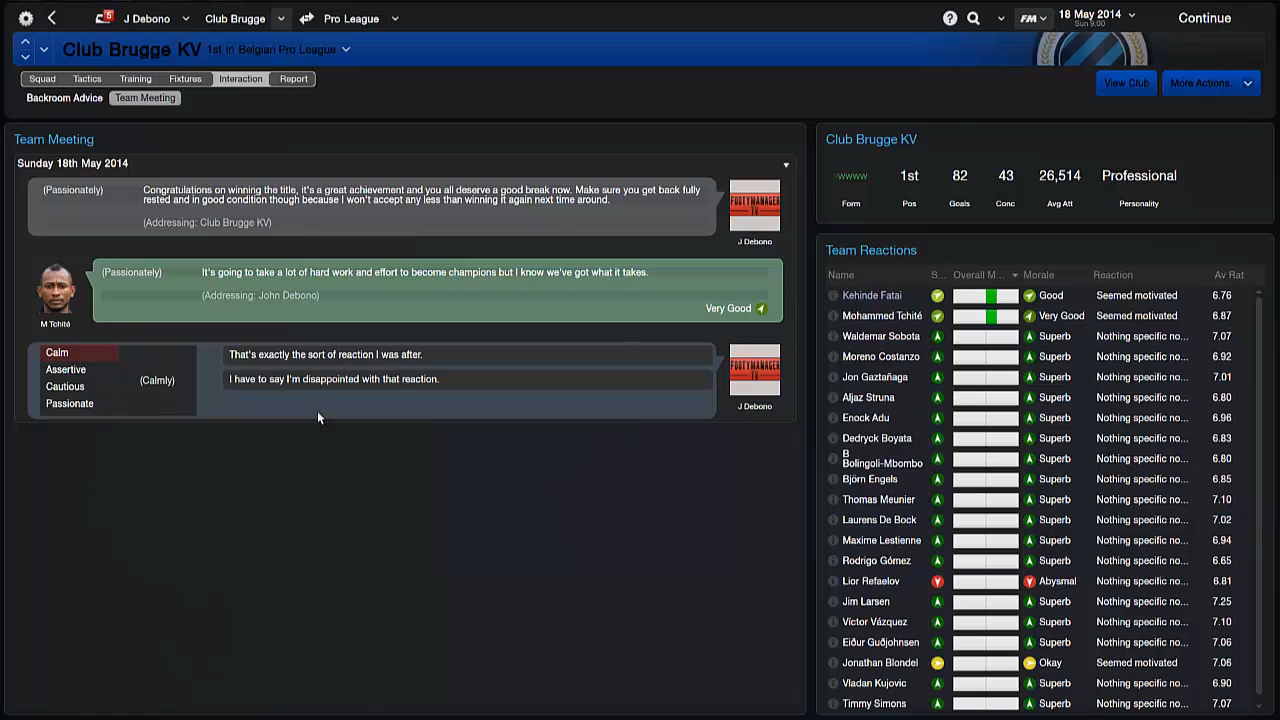 5 J Debono Club Brugge Pro League FM 18 May 2014 Continue
Sun 9.00
Club Brugge KV 1st in Belgian Pro League
Squad Tactics Training Fixtures Interaction Report
View Club More Actions...
Backroom Advice Team Meeting
Team Meeting
Sunday 18th May 2014
(Passionately) Congratulations on winning the title, it's a great achievement and you all deserve a good break now. Make sure you get back fully
rested and in good condition though because I won't accept any less than winning it again next time around.
(Addressing: Club Brugge KV)
FOOTYMANAGER
TV
J Debono
(Passionately) It's going to take a lot of hard work and effort to become champions but I know we've got what it takes.
(Addressing: John Debono)
Very Good
M Tchité
Calm
Cautious
Passionate
(Calmly)
That's exactly the sort of reaction I was after.
I have to say I'm disappointed with that reaction.
FOOTYMANAGER
TV
J Debono
Club Brugge KV
WWWW 1st 82 43 26,514 Professional
Form Pos Goals Conc Avg Att Personality
Team Reactions
Name S... Overall M... Morale Reaction Av Rat
Kehinde Fatai Good Seemed motivated 6.76
Mohammed Tchité Very Good Seemed motivated 6.87
Waldemar Sobota Superb Nothing specific no... 7.07
Moreno Costanzo Superb Nothing specific no... 6.92
Jon Gaztañaga Superb Nothing specific no... 7.01
Aljaz Struna Superb Nothing specific no... 6.80
Enock Adu Superb Nothing specific no... 6.96
Dedryck Boyata Superb Nothing specific no... 6.83
B
Bolingoli-Mbombo Superb Nothing specific no... 6.80
Björn Engels Superb Nothing specific no... 6.85
Thomas Meunier Superb Nothing specific no... 7.10
Laurens De Bock Superb Nothing specific no... 7.02
Maxime Lestienne Superb Nothing specific no... 6.94
Rodrigo Gómez Superb Nothing specific no... 6.65
Lior Refaelov Abysmal Nothing specific no... 6.81
Jim Larsen Superb Nothing specific no... 7.25
Víctor Vázquez Superb Nothing specific no... 7.10
Eiður Guðjohnsen Superb Nothing specific no... 7.06
Jonathan Blondel Okay Seemed motivated 7.08
Vladan Kujovic Superb Nothing specific no... 6.90
Timmy Simons Superb Nothing specific no... 7.07